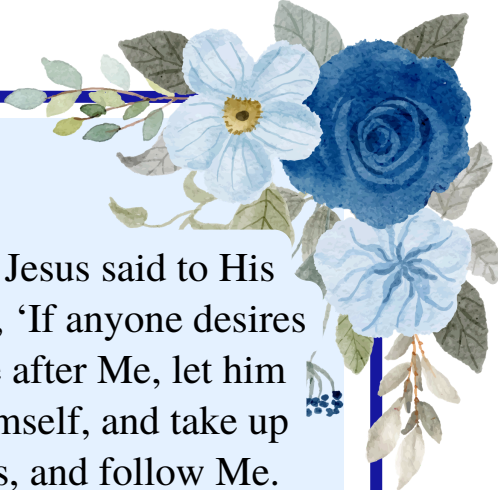 Jesus said to His
, ‘If anyone desires
after Me, let him
, and take up
, and follow Me.